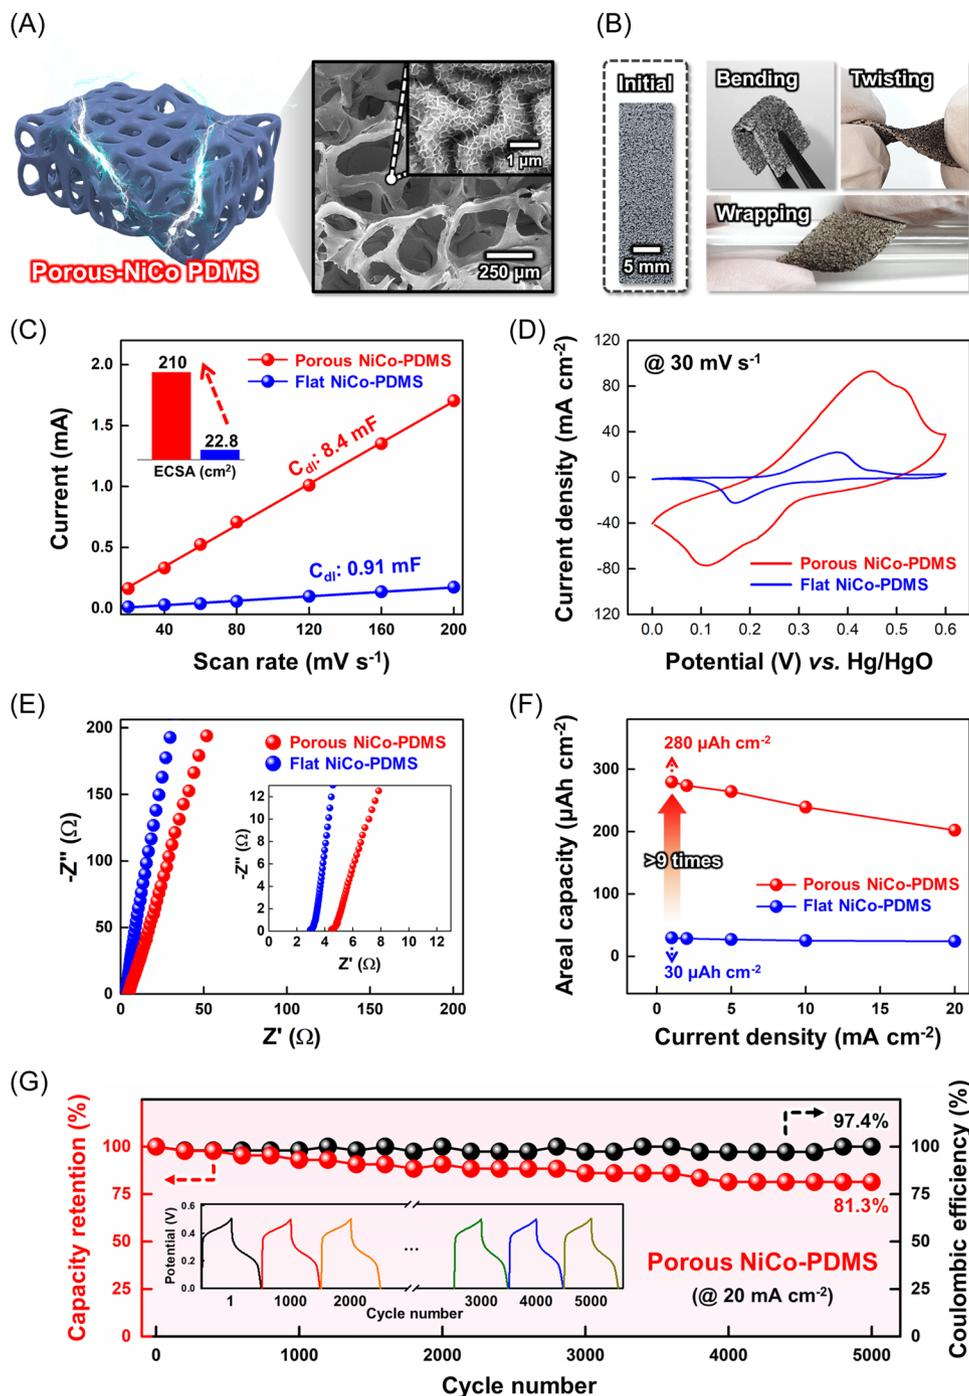 (A)
Porous-NiCo PDMS
1 μm
250 μm
(B)
Initial
5 mm
Bending
Twisting
Wrapping
(C)
Current (mA)
2.0
1.5
1.0
0.5
0.0
210
22.8
ECSA (cm²)
Porous NiCo-PDMS
Flat NiCo-PDMS
Cdl: 8.4 mF
Cdl: 0.91 mF
40 80 120 160 200
Scan rate (mV s⁻¹)
(D)
Current density (mA cm⁻²)
120
80
40
0
-40
-80
120
@ 30 mV s⁻¹
Porous NiCo-PDMS
Flat NiCo-PDMS
0.0 0.1 0.2 0.3 0.4 0.5 0.6
Potential (V) vs. Hg/HgO
(E)
-Z" (Ω)
200
150
100
50
0
Porous NiCo-PDMS
Flat NiCo-PDMS
-Z" (Ω)
12
10
8
6
4
2
0
0 2 4 6 8 10 12
Z' (Ω)
0 50 100 150 200
Z' (Ω)
(F)
Areal capacity (μAh cm⁻²)
300
200
100
0
280 μAh cm⁻²
>9 times
Porous NiCo-PDMS
Flat NiCo-PDMS
30 μAh cm⁻²
0 5 10 15 20
Current density (mA cm⁻²)
(G)
Capacity retention (%)
100
75
50
25
0
97.4%
81.3%
Potential (V)
0.6
0.4
0.2
0.0
...
1 1000 2000 3000 4000 5000
Cycle number
Porous NiCo-PDMS
(@ 20 mA cm⁻²)
Coulombic efficiency (%)
100
75
50
25
0
0 1000 2000 3000 4000 5000
Cycle number